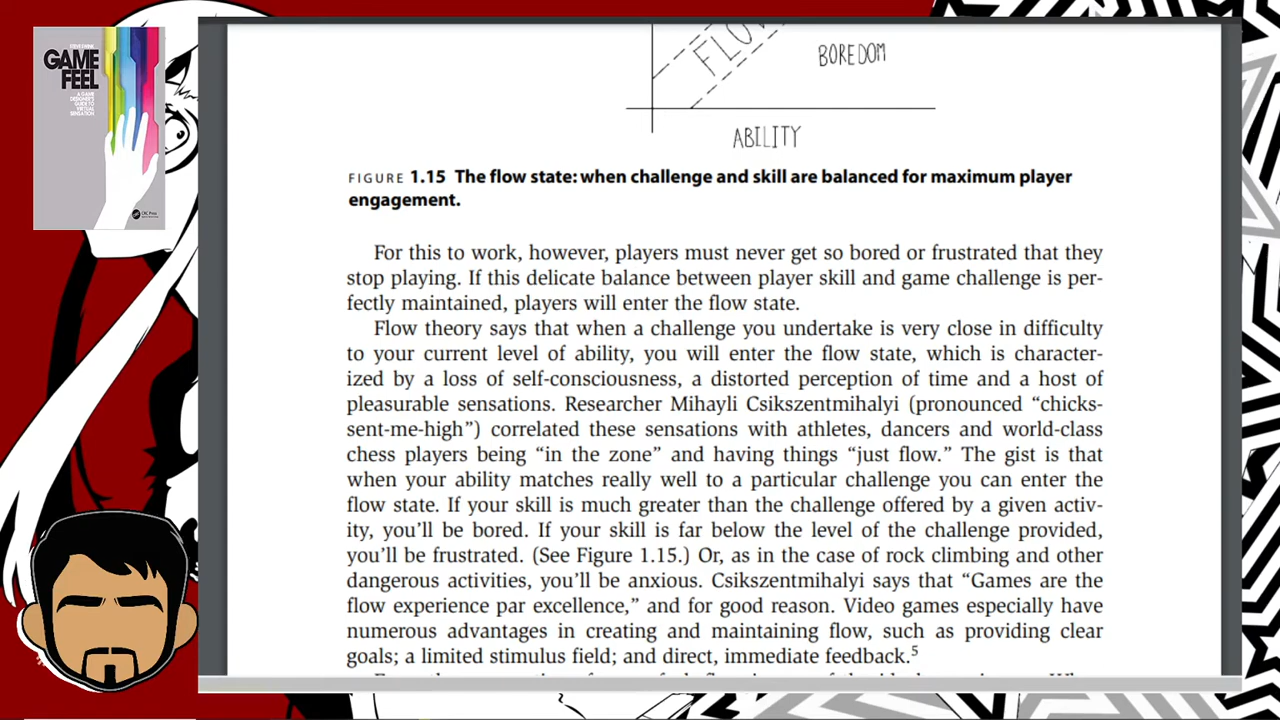 STEVE SWINK
GAME
FEEL
A GAME
DESIGNER'S
GUIDE TO
VIRTUAL
SENSATION
CRC Press
FLOW
BOREDOM
ABILITY
FIGURE 1.15 The flow state: when challenge and skill are balanced for maximum player
engagement.
For this to work, however, players must never get so bored or frustrated that they
stop playing. If this delicate balance between player skill and game challenge is per-
fectly maintained, players will enter the flow state.
Flow theory says that when a challenge you undertake is very close in difficulty
to your current level of ability, you will enter the flow state, which is character-
ized by a loss of self-consciousness, a distorted perception of time and a host of
pleasurable sensations. Researcher Mihayli Csikszentmihalyi (pronounced “chicks-
sent-me-high”) correlated these sensations with athletes, dancers and world-class
chess players being “in the zone” and having things “just flow.” The gist is that
when your ability matches really well to a particular challenge you can enter the
flow state. If your skill is much greater than the challenge offered by a given activ-
ity, you’ll be bored. If your skill is far below the level of the challenge provided,
you’ll be frustrated. (See Figure 1.15.) Or, as in the case of rock climbing and other
dangerous activities, you’ll be anxious. Csikszentmihalyi says that “Games are the
flow experience par excellence,” and for good reason. Video games especially have
numerous advantages in creating and maintaining flow, such as providing clear
goals; a limited stimulus field; and direct, immediate feedback.5